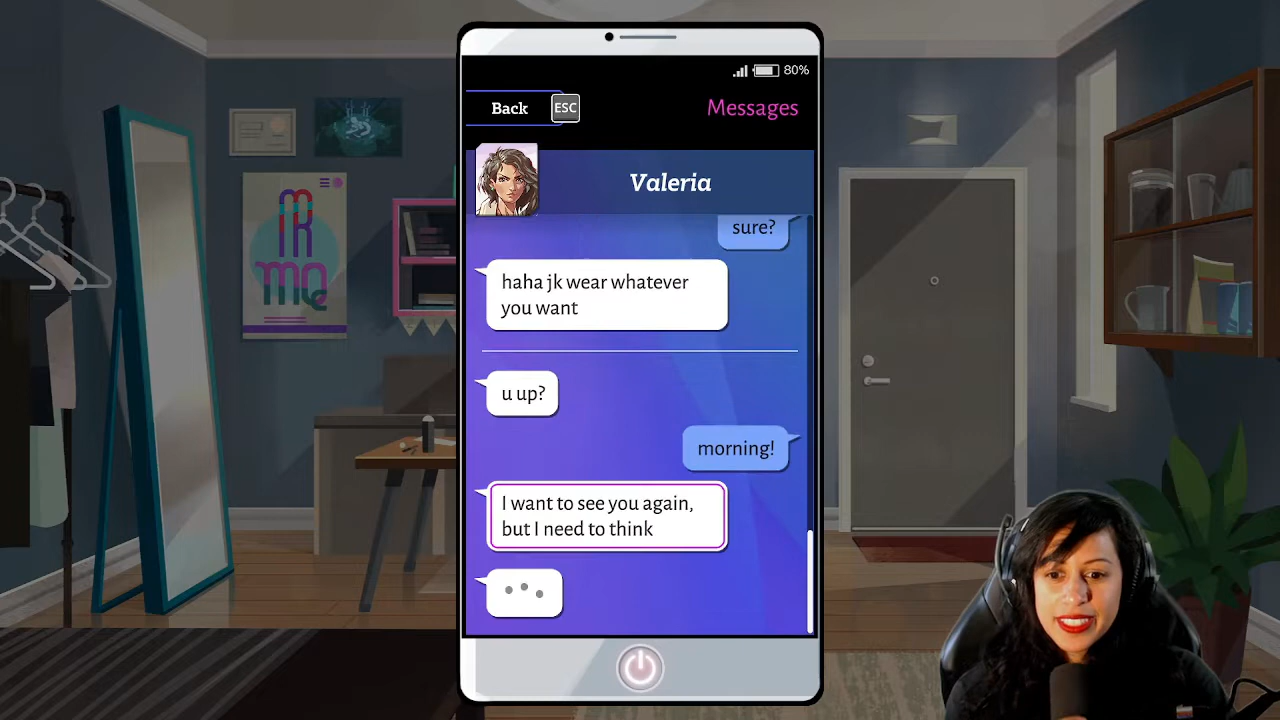 80%
Back ESC
Messages
Valeria
sure?
haha jk wear whatever
you want
u up?
morning!
I want to see you again,
but I need to think